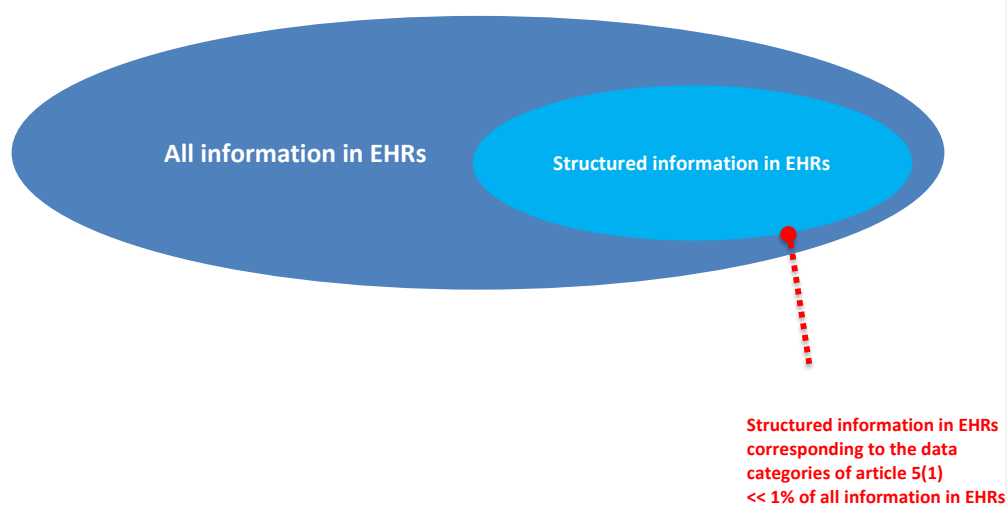 All information in EHRs
Structured information in EHRs
Structured information in EHRs
corresponding to the data
categories of article 5(1)
<< 1% of all information in EHRs